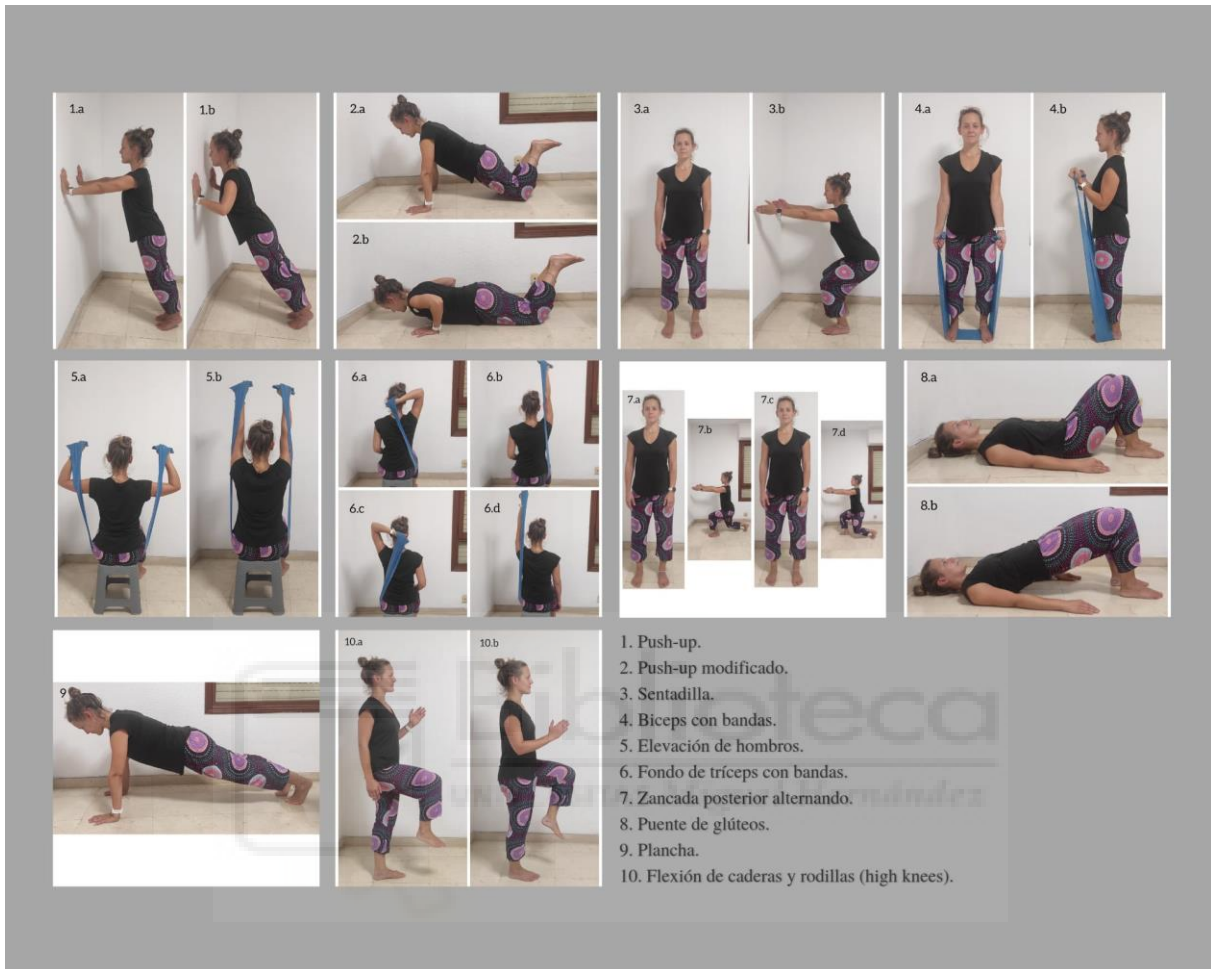 1.a
1.b
2.a
2.b
3.a
3.b
4.a
4.b
5.a
5.b
6.a
6.b
6.c
6.d
7.a
7.b
7.c
7.d
8.a
8.b
9
10.a
10.b
1. Push-up.
2. Push-up modificado.
3. Sentadilla.
4. Biceps con bandas.
5. Elevación de hombros.
6. Fondo de tríceps con bandas.
7. Zancada posterior alternando.
8. Puente de glúteos.
9. Plancha.
10. Flexión de caderas y rodillas (high knees).
Biblioteca
Miguel Hernández